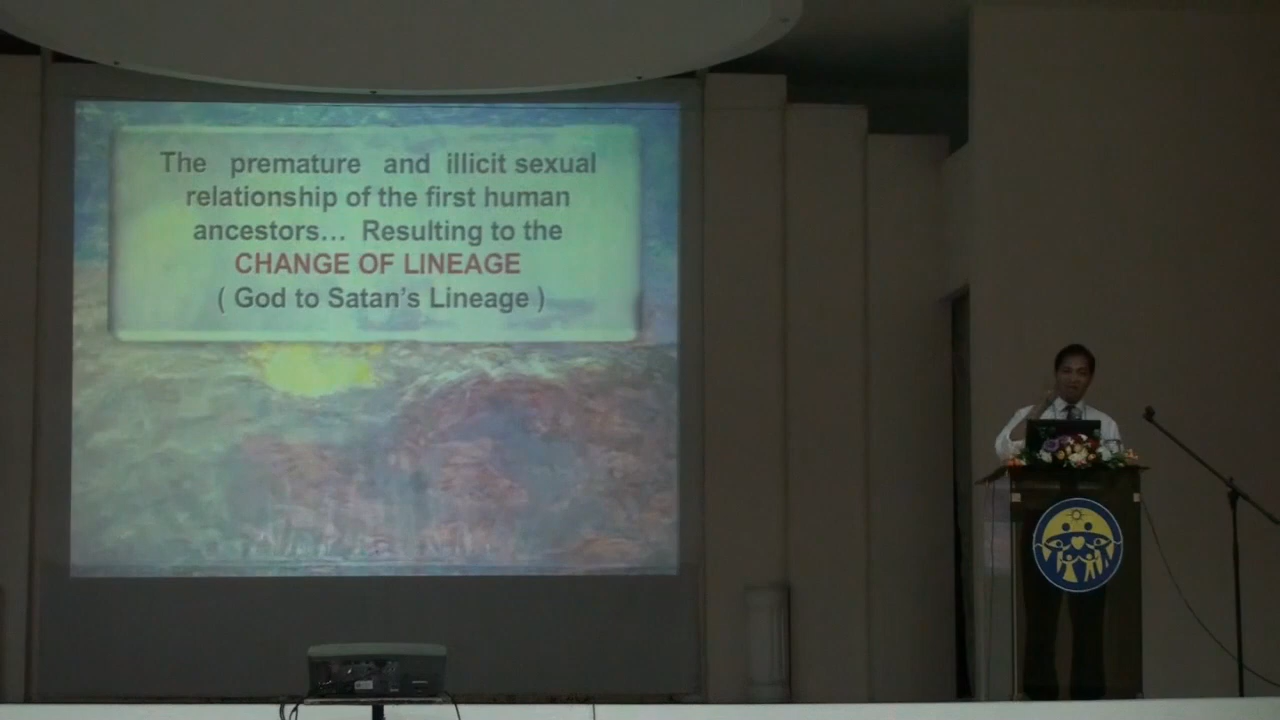 The premature and illicit sexual
relationship of the first human
ancestors... Resulting to the
CHANGE OF LINEAGE
( God to Satan's Lineage )